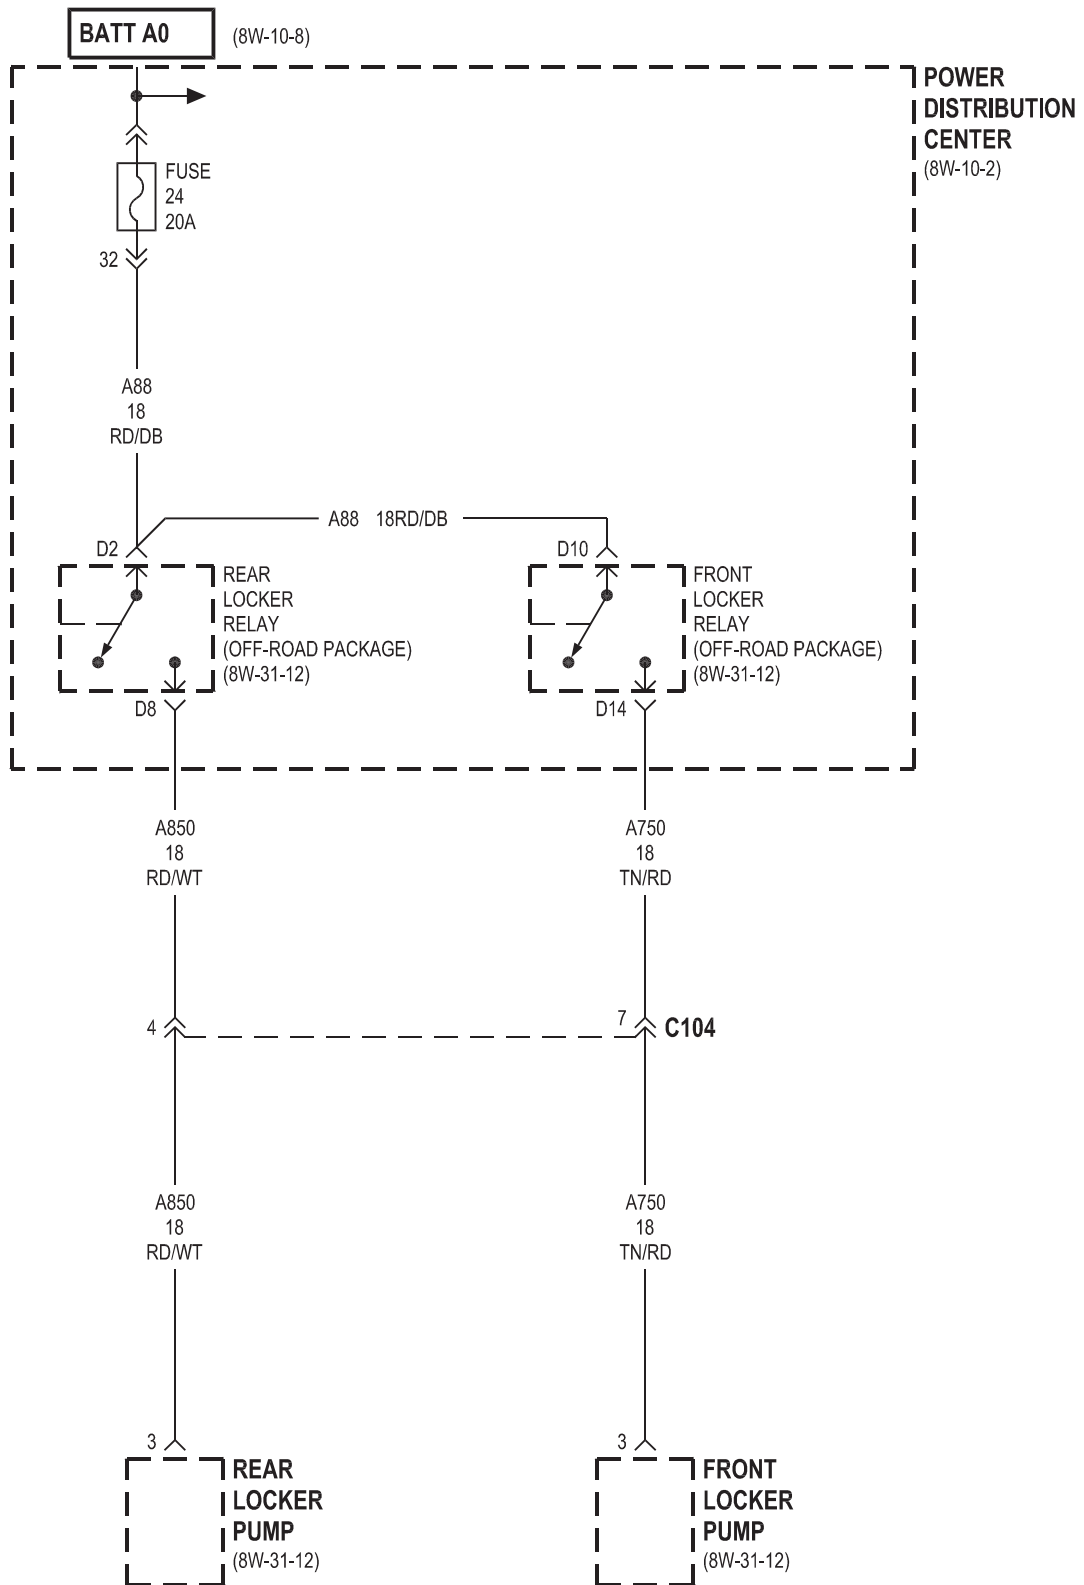 BATT A0 (8W-10-8)
POWER
DISTRIBUTION
CENTER
(8W-10-2)
FUSE
24
20A
32
A88
18
RD/DB
A88 18RD/DB
D2
D10
REAR
LOCKER
RELAY
(OFF-ROAD PACKAGE)
(8W-31-12)
FRONT
LOCKER
RELAY
(OFF-ROAD PACKAGE)
(8W-31-12)
D8
D14
A850
18
RD/WT
A750
18
TN/RD
4
7 C104
A850
18
RD/WT
A750
18
TN/RD
3
3
REAR
LOCKER
PUMP
(8W-31-12)
FRONT
LOCKER
PUMP
(8W-31-12)